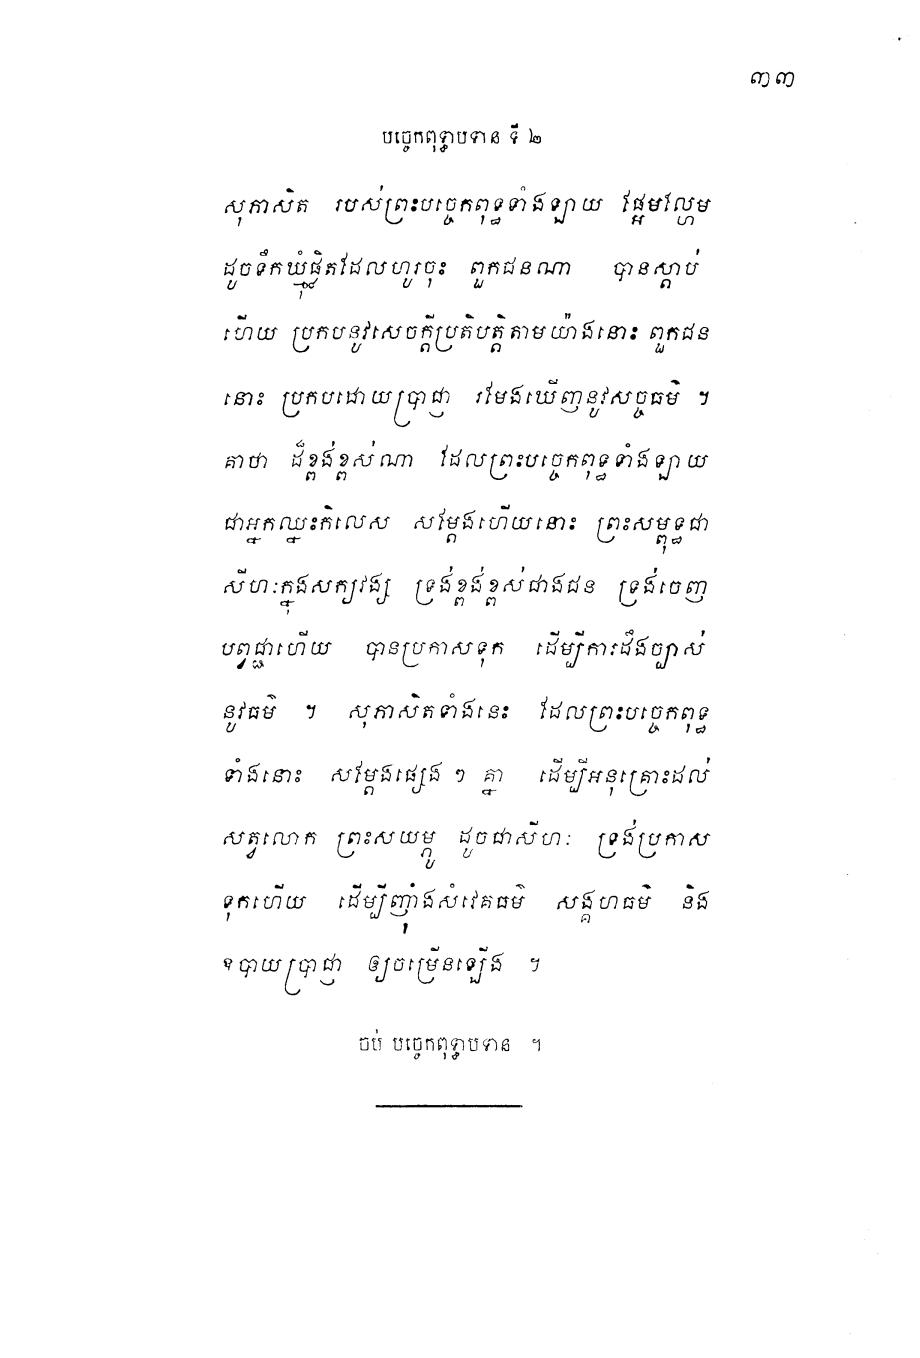 ៣៣
បច្ចេកពុទ្ធាបទាន ទី ២
សុភាសិត របស់ព្រះបច្ចេកពុទ្ធទាំងឡាយ ផ្អែមល្ហែម
ដូចទឹកឃ្មុំផ្លិតដែលហូរចុះ ពួកជនណា បានស្តាប់
ហើយ ប្រកបនូវសេចក្តីប្រតិបត្តិតាមយ៉ាងនោះ ពួកជន
នោះ ប្រកបដោយប្រាជ្ញា រមែងឃើញនូវសច្ចធម៌ ។
គាថា ដ៏ខ្ពង់ខ្ពស់ណា ដែលព្រះបច្ចេកពុទ្ធទាំងឡាយ
ជាអ្នកឈ្នះកិលេស សម្តែងហើយនោះ ព្រះសម្ពុទ្ធជា
សីហៈក្នុងសក្យវង្ស ទ្រង់ខ្ពង់ខ្ពស់ជាងជន ទ្រង់ចេញ
បព្វជ្ជាហើយ បានប្រកាសទុក ដើម្បីការដឹងច្បាស់
នូវធម៌ ។ សុភាសិតទាំងនេះ ដែលព្រះបច្ចេកពុទ្ធ
ទាំងនោះ សម្តែងផ្សេង ៗ គ្នា ដើម្បីអនុគ្រោះដល់
សត្វលោក ព្រះសយម្ភូ ដូចជាសីហៈ ទ្រង់ប្រកាស
ទុកហើយ ដើម្បីញុំាងសំវេគធម៌ សង្គហធម៌ និង
ឧបាយប្រាជ្ញា ឲ្យចម្រើនឡើង ។
ចប់ បច្ចេកពុទ្ធាបទាន ។